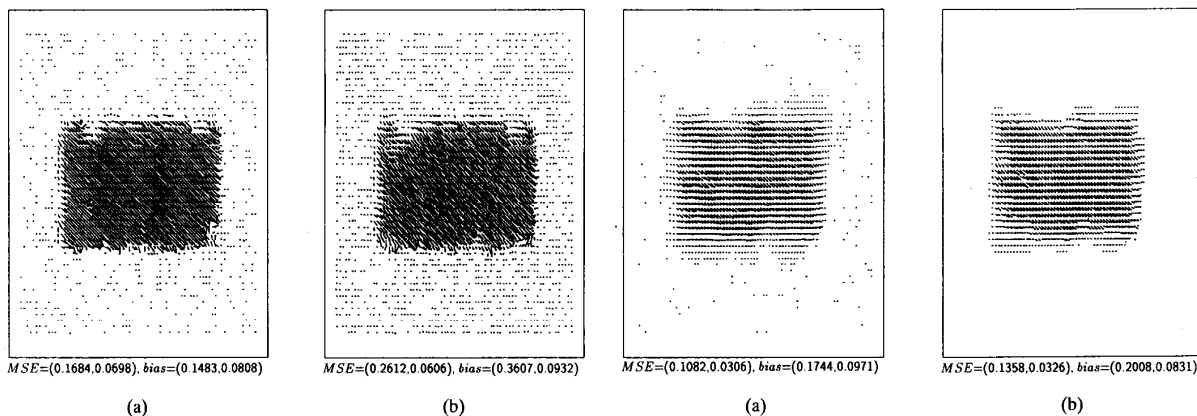 MSE=(0.1684,0.0698), bias=(0.1483,0.0808)
MSE=(0.2612,0.0606), bias=(0.3607,0.0932)
MSE=(0.1082,0.0306), bias=(0.1744,0.0971)
MSE=(0.1358,0.0326), bias=(0.2008,0.0831)
(a)
(b)
(a)
(b)